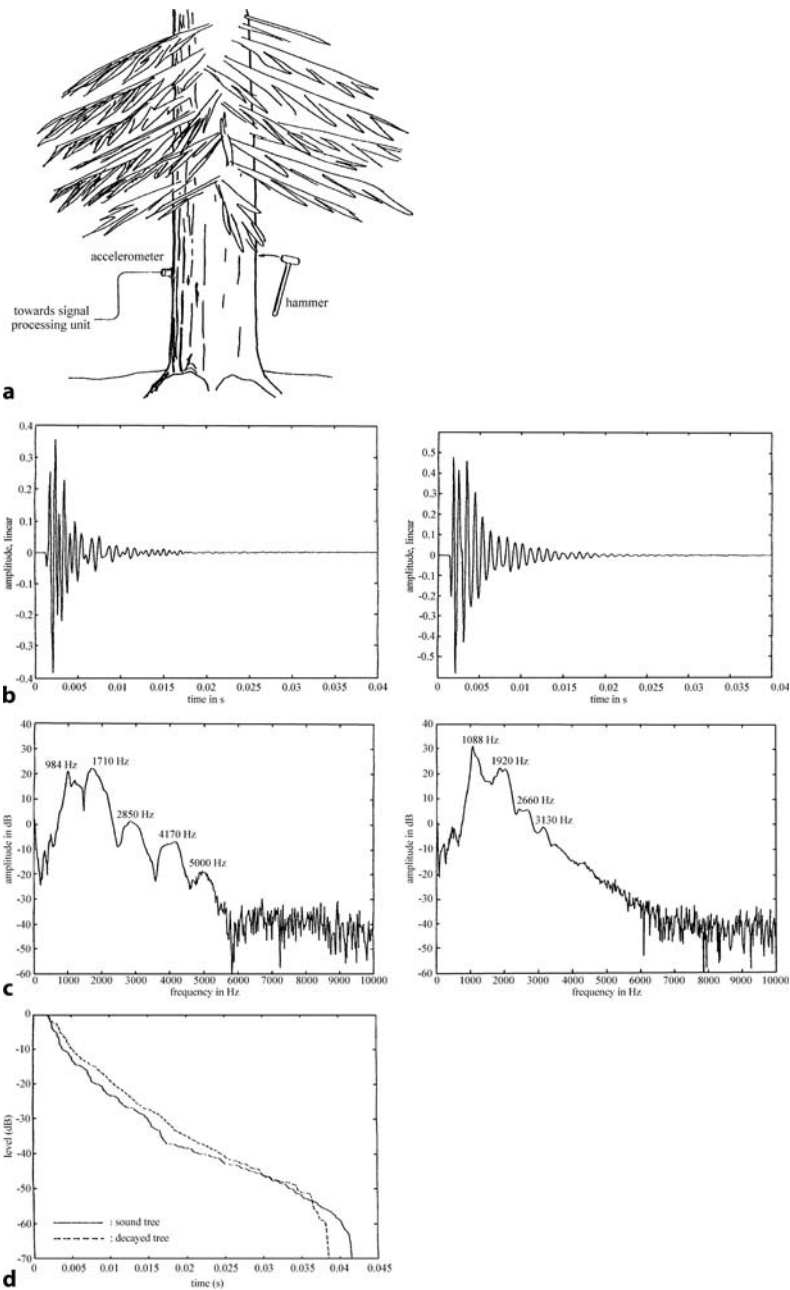 accelerometer
towards signal
processing unit
hammer
a
0.4
0.3
0.2
0.1
0
-0.1
-0.2
-0.3
-0.4
amplitude, linear
0 0.005 0.01 0.015 0.02 0.025 0.03 0.035 0.04
time in s
0.5
0.4
0.3
0.2
0.1
0
-0.1
-0.2
-0.3
-0.4
-0.5
amplitude, linear
0 0.005 0.01 0.015 0.02 0.025 0.03 0.035 0.04
time in s
b
40
30
20
10
0
-10
-20
-30
-40
-50
-60
amplitude in dB
984 Hz
1710 Hz
2850 Hz
4170 Hz
5000 Hz
0 1000 2000 3000 4000 5000 6000 7000 8000 9000 10000
frequency in Hz
40
30
20
10
0
-10
-20
-30
-40
-50
-60
amplitude in dB
1088 Hz
1920 Hz
2660 Hz
3130 Hz
0 1000 2000 3000 4000 5000 6000 7000 8000 9000 10000
frequency in Hz
c
0
-10
-20
-30
-40
-50
-60
-70
level (dB)
: sound tree
: decayed tree
0 0.005 0.01 0.015 0.02 0.025 0.03 0.035 0.04 0.045
time (s)
d